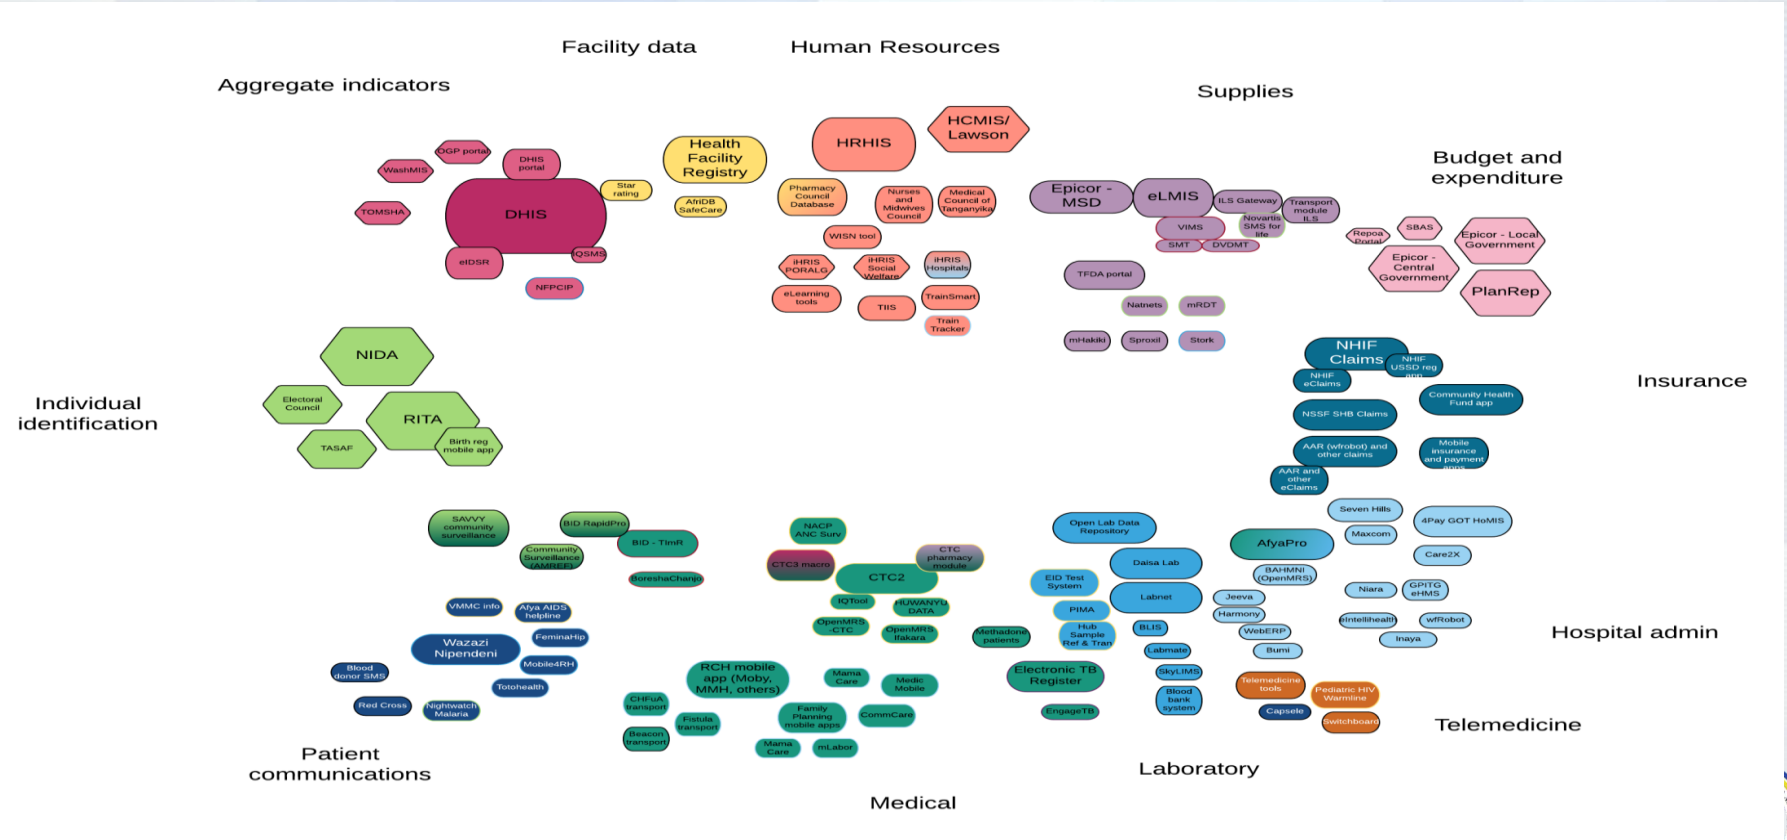 Facility data
Human Resources
Aggregate indicators
Supplies
Budget and
expenditure
OGP portal
WashMIS
DHIS
portal
TOMSHA
DHIS
Star
rating
eIDSR
IQSMS
NFPCIP
Health
Facility
Registry
AfriDB
SafeCare
HRHIS
HCMIS/
Lawson
Pharmacy
Council
Database
Nurses
and
Midwives
Council
Medical
Council of
Tanganyika
WISN tool
iHRIS
PORALG
iHRIS
Social
Welfare
iHRIS
Hospitals
eLearning
tools
TIIS
TrainSmart
Train
Tracker
Epicor -
MSD
eLMIS
ILS Gateway
Transport
module
ILS
VIMS
Novartis
SMS for
life
SMT
DVDMT
TFDA portal
Natnets
mRDT
mHakiki
Sproxil
Stork
Repoa
Portal
SBAS
Epicor - Local
Government
Epicor -
Central
Government
PlanRep
NIDA
Electoral
Council
RITA
TASAF
Birth reg
mobile app
Individual
identification
NHIF
Claims
NHIF
USSD reg
app
NHIF
eClaims
Community Health
Fund app
NSSF SHB Claims
AAR (wfrobot) and
other claims
Mobile
insurance
and payment
apps
AAR and
other
eClaims
Insurance
SAVVY
community
surveillance
BID RapidPro
BID - TImR
Community
Surveillance
(AMREF)
BoreshaChanjo
NACP
ANC Surv
CTC3 macro
CTC
pharmacy
module
CTC2
IQTool
HUWANYU
DATA
OpenMRS
-CTC
OpenMRS
Ifakara
Open Lab Data
Repository
Daisa Lab
EID Test
System
Labnet
PIMA
Hub
Sample
Ref & Tran
BLIS
Methadone
patients
Labmate
SkyLIMS
Blood
bank
system
Electronic TB
Register
EngageTB
Seven Hills
4Pay GOT HoMIS
Maxcom
AfyaPro
Care2X
BAHMNI
(OpenMRS)
Niara
GPITG
eHMS
Jeeva
Harmony
eIntellihealth
wfRobot
WebERP
Inaya
Bumi
Hospital admin
VMMC info
Afya AIDS
helpline
Wazazi
Nipendeni
FeminaHip
Mobile4RH
Blood
donor SMS
Totohealth
Red Cross
Nightwatch
Malaria
RCH mobile
app (Moby,
MMH, others)
Mama
Care
Medic
Mobile
CHFuA
transport
Fistula
transport
Family
Planning
mobile apps
CommCare
Beacon
transport
Mama
Care
mLabor
Telemedicine
tools
Pediatric HIV
Warmline
Capsele
Switchboard
Telemedicine
Patient
communications
Laboratory
Medical